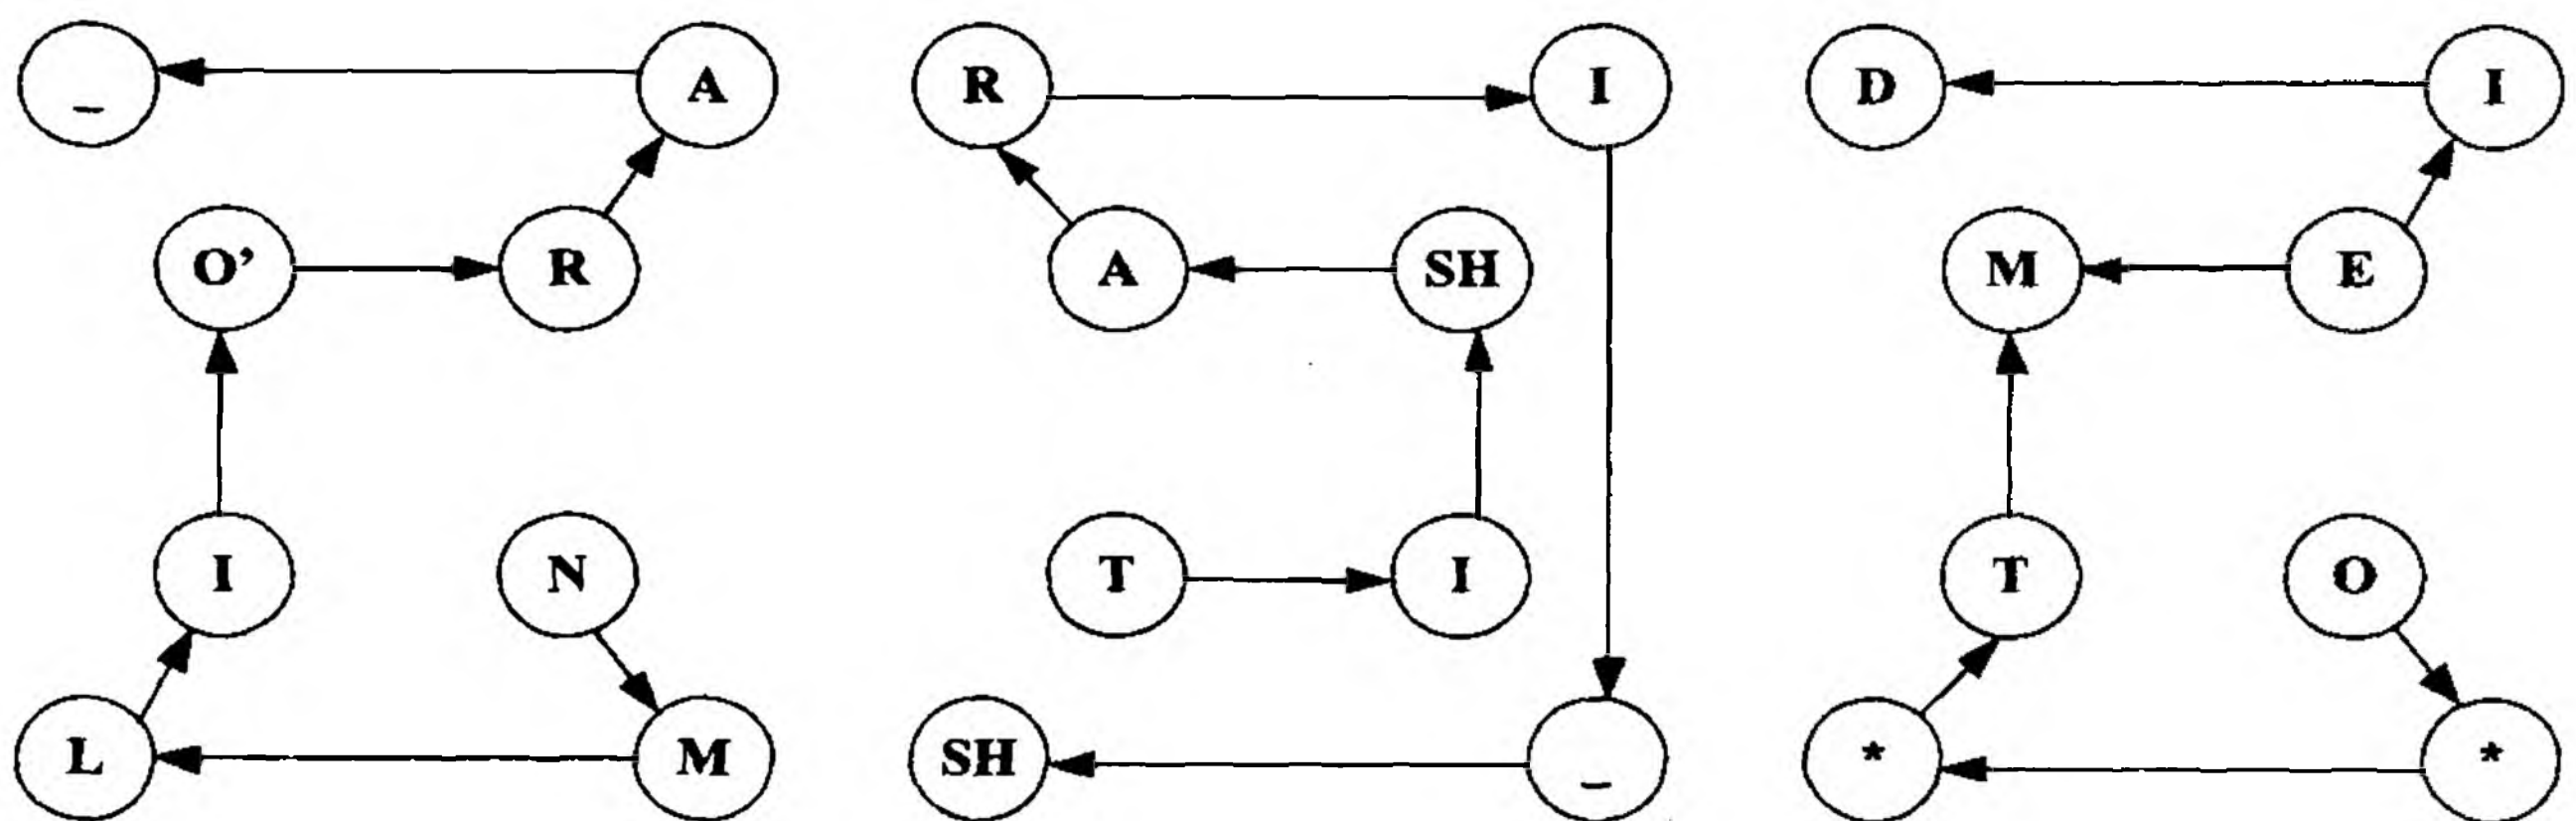 _ A R I D
O’ R A SH M E
I N T I T O
L M SH _ * *